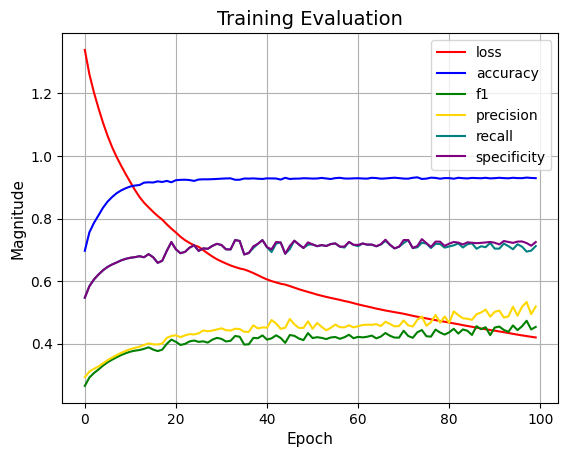 Training Evaluation
Magnitude
1.2
1.0
0.8
0.6
0.4
loss
accuracy
f1
precision
recall
specificity
0
20
40
60
80
100
Epoch